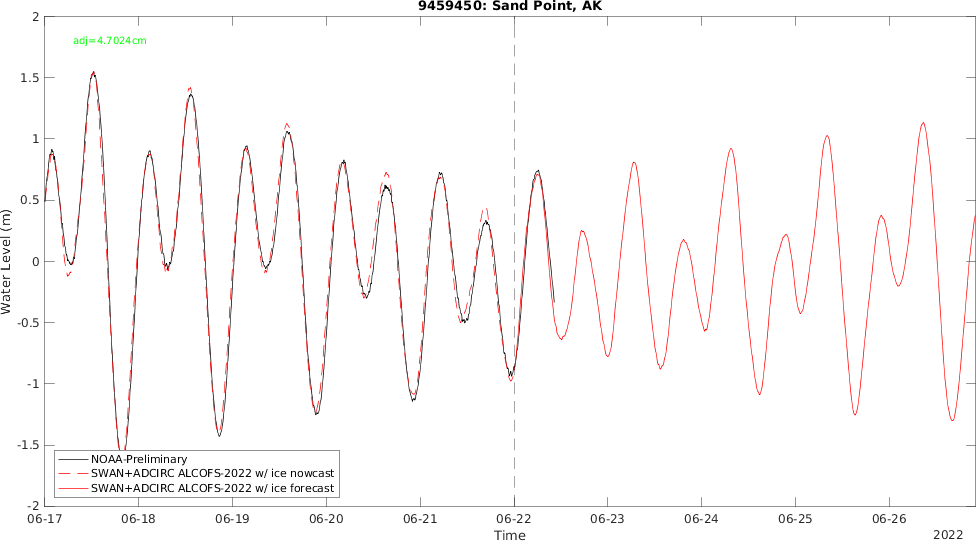 9459450: Sand Point, AK
adj=4.7024cm
2
1.5
1
0.5
0
-0.5
-1
-1.5
-2
Water Level (m)
NOAA-Preliminary
SWAN+ADCIRC ALCOFS-2022 w/ ice nowcast
SWAN+ADCIRC ALCOFS-2022 w/ ice forecast
06-17 06-18 06-19 06-20 06-21 06-22 06-23 06-24 06-25 06-26
Time
2022